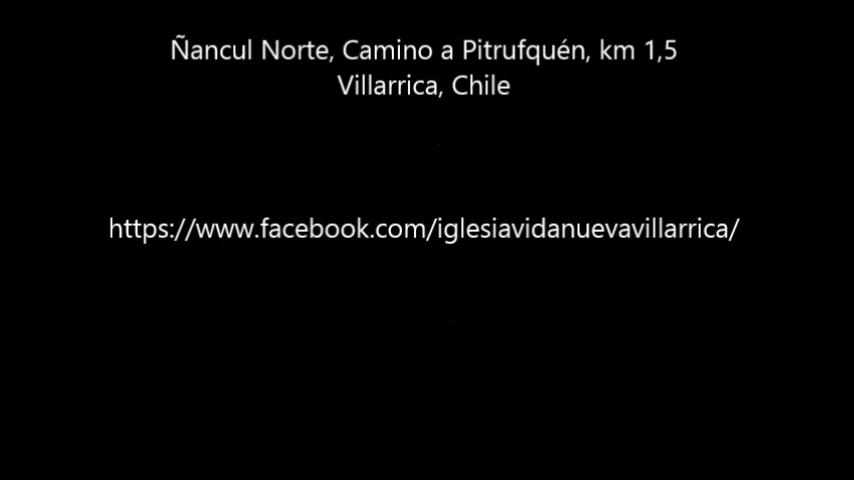 Ñancul Norte, Camino a Pitrufquén, km 1,5
Villarrica, Chile
https://www.facebook.com/iglesiavidanuevavillarrica/